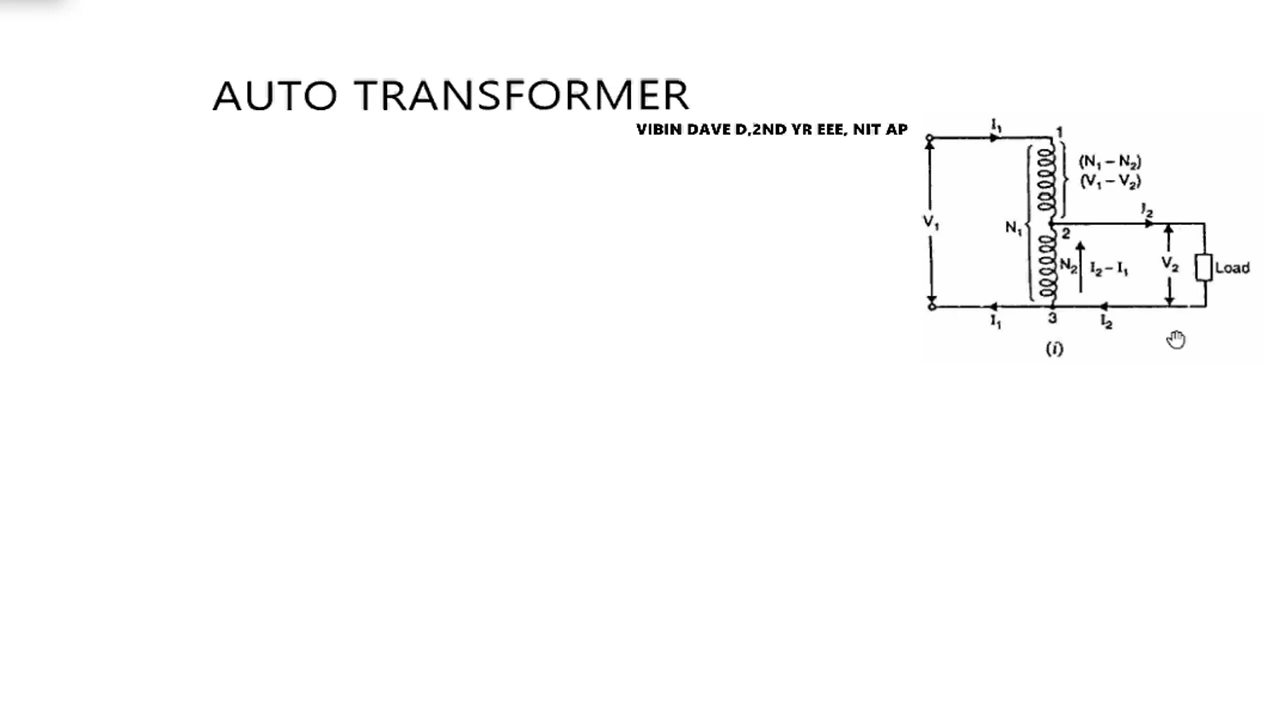 AUTO TRANSFORMER
VIBIN DAVE D,2ND YR EEE, NIT AP
I₁
1
(N₁ – N₂)
(V₁ – V₂)
I₂
V₁
N₁
2
N₂
I₂ – I₁
V₂
Load
I₁
3
I₂
(i)